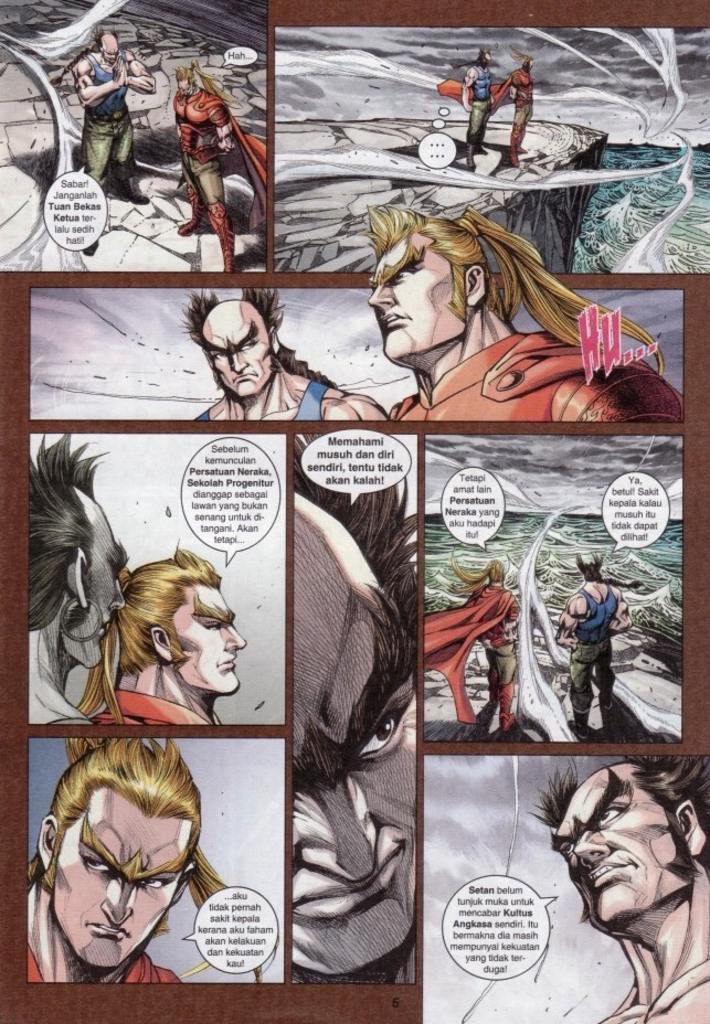 Hah...
Sabar!
Janganlah
Tuan Bekas
Ketua ter-
lalu sedih
hati!
...
...
HU...
Sebelum
kemunculan
Persatuan Neraka,
Sekolah Progenitur
dianggap sebagai
lawan yang bukan
senang untuk di-
tangani. Akan
tetapi...
Memahami
musuh dan diri
sendiri, tentu tidak
akan kalah!
Tetapi
amat lain
Persatuan
Neraka yang
aku hadapi
itu!
Ya,
betul! Sakit
kepala kalau
musuh itu
tidak dapat
dilihat!
...aku
tidak pernah
sakit kepala
kerana aku faham
akan kelakuan
dan kekuatan
kau!
Setan belum
tunjuk muka untuk
mencabar Kultus
Angkasa sendiri. Itu
bermakna dia masih
mempunyai kekuatan
yang tidak ter-
duga!
5